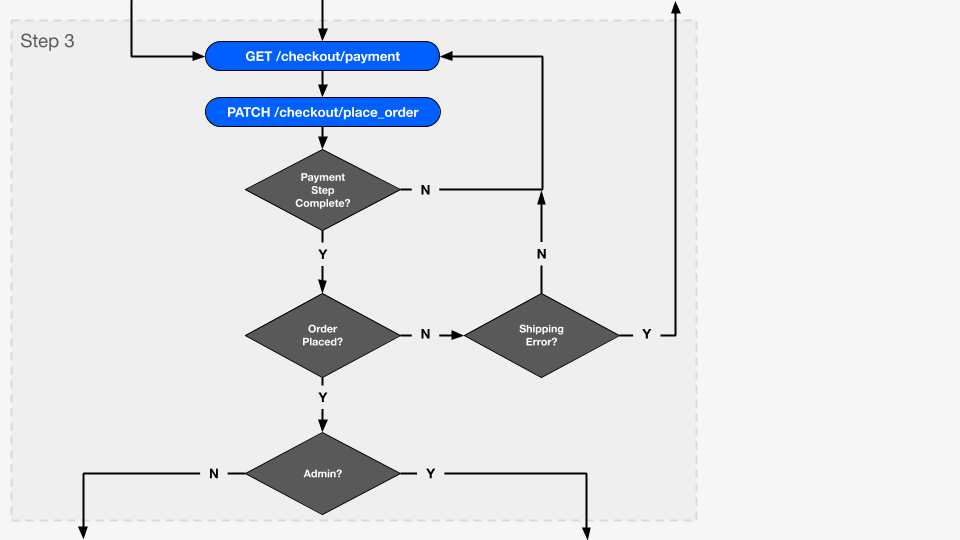 Step 3
GET /checkout/payment
PATCH /checkout/place_order
Payment
Step
Complete?
N
Y
N
Order
Placed?
N
Shipping
Error?
Y
Y
N
Admin?
Y